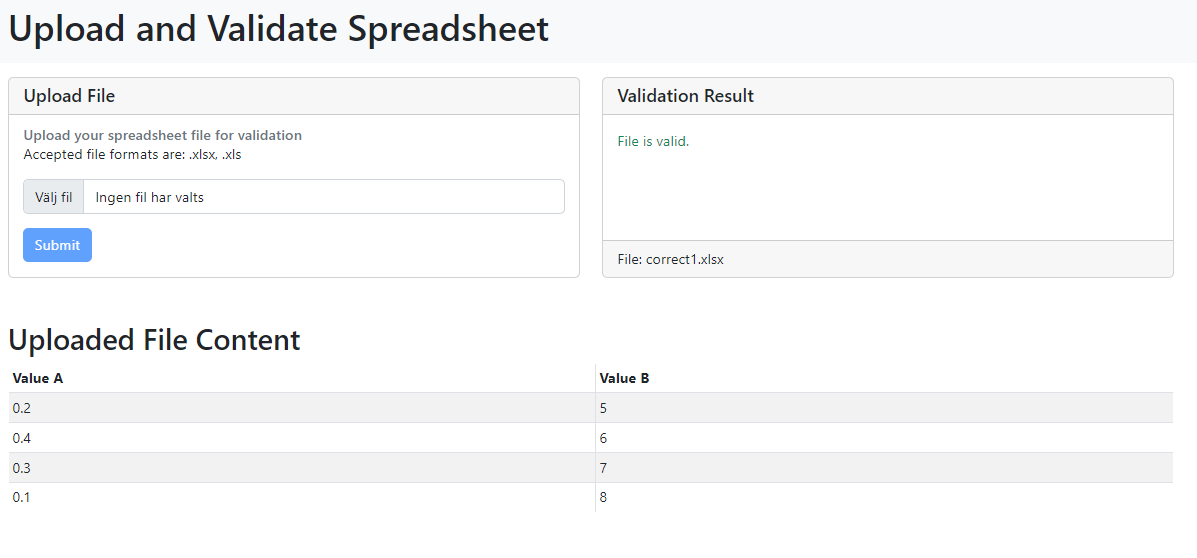 Upload and Validate Spreadsheet
Upload File
Upload your spreadsheet file for validation
Accepted file formats are: .xlsx, .xls
Välj fil Ingen fil har valts
Submit
Validation Result
File is valid.
File: correct1.xlsx
Uploaded File Content
Value A Value B
0.2 5
0.4 6
0.3 7
0.1 8